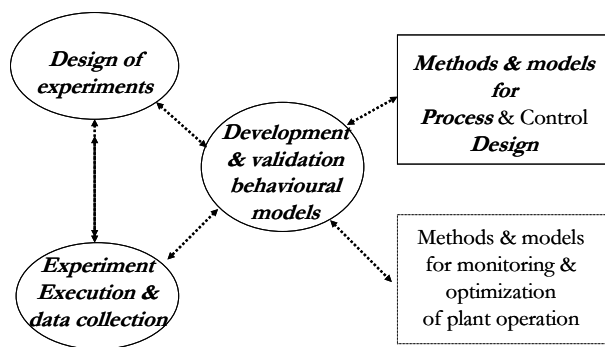 Design of
experiments
Methods & models
for
Process & Control
Design
Development
& validation
behavioural
models
Experiment
Execution &
data collection
Methods & models
for monitoring &
optimization
of plant operation